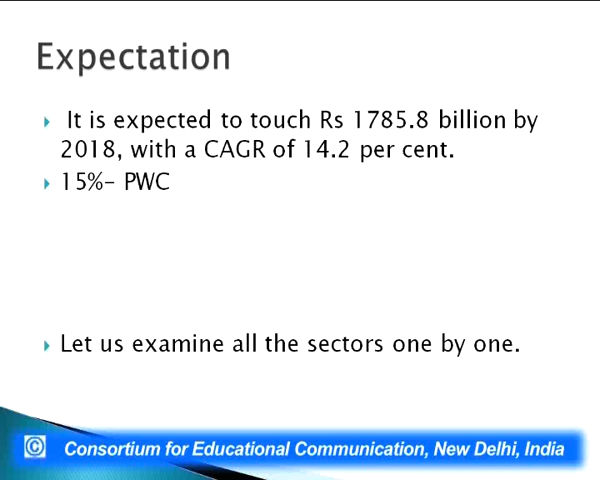 Expectation
It is expected to touch Rs 1785.8 billion by
2018, with a CAGR of 14.2 per cent.
15%- PWC
Let us examine all the sectors one by one.
© Consortium for Educational Communication, New Delhi, India